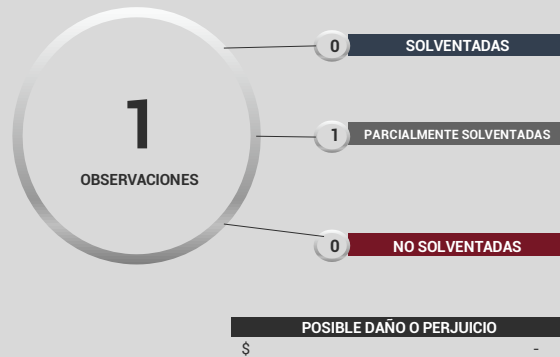 1
OBSERVACIONES
0 SOLVENTADAS
1 PARCIALMENTE SOLVENTADAS
0 NO SOLVENTADAS
POSIBLE DAÑO O PERJUICIO
$ -